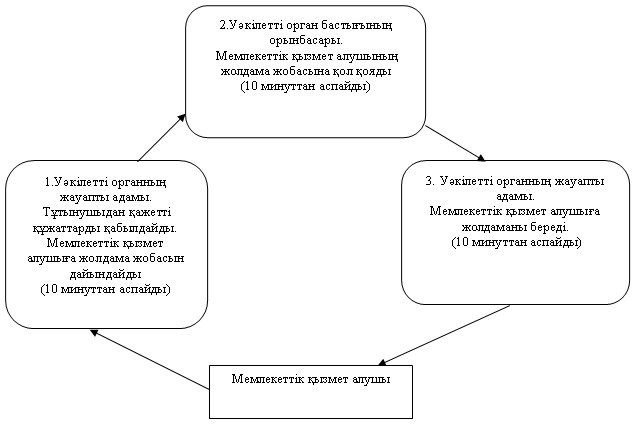 2.Уәкілетті орган бастығының
орынбасары.
Мемлекеттік қызмет алушының
жолдама жобасына қол қояды
(10 минуттан аспайды)
1.Уәкілетті органның
жауапты адамы.
Тұтынушыдан қажетті
құжаттарды қабылдайды.
Мемлекеттік қызмет
алушыға жолдама жобасын
дайындайды
(10 минуттан аспайды)
3. Уәкілетті органның жауапты
адамы.
Мемлекеттік қызмет алушыға
жолдаманы береді.
(10 минуттан аспайды)
Мемлекеттік қызмет алушы